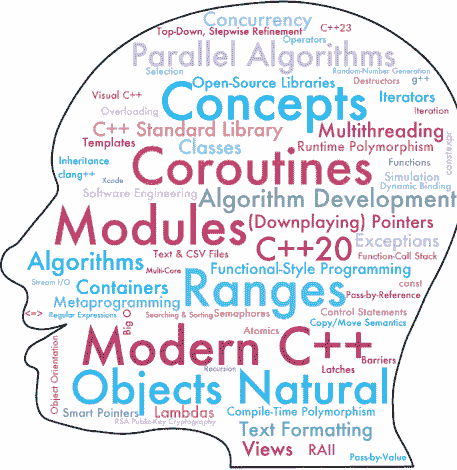 Concurrency
Top-Down, Stepwise Refinement
C++23
Operators
Parallel Algorithms
Selection
Random-Number Generation
Open-Source Libraries
Destructors
g++
Visual C++
Concepts
Iterators
Overloading
iteration
C++ Standard Library
Multithreading
constexpr
Templates
Classes
Runtime Polymorphism
Inheritance
Coroutines
Functions
clang++
Xcode
Simulation
Dynamic Binding
Software Engineering
Algorithm Development
Modules
(Downplaying) Pointers
C++20
Exceptions
Text & CSV Files
Function-Call Stack
Algorithms
Multi-Core
Functional-Style Programming
Stream I/O
Containers
Ranges
const
Pass-by-Reference
Metaprogramming
<=>
Regular Expressions
Big O
Searching & Sorting
Semaphores
Control Statements
Copy/Move Semantics
Atomics
Modern C++
Barriers
Object Orientation
Recursion
Latches
Objects Natural
Smart Pointers
Lambdas
Compile-Time Polymorphism
RSA Public-Key Cryptography
Text Formatting
Views
RAII
Pass-by-Value